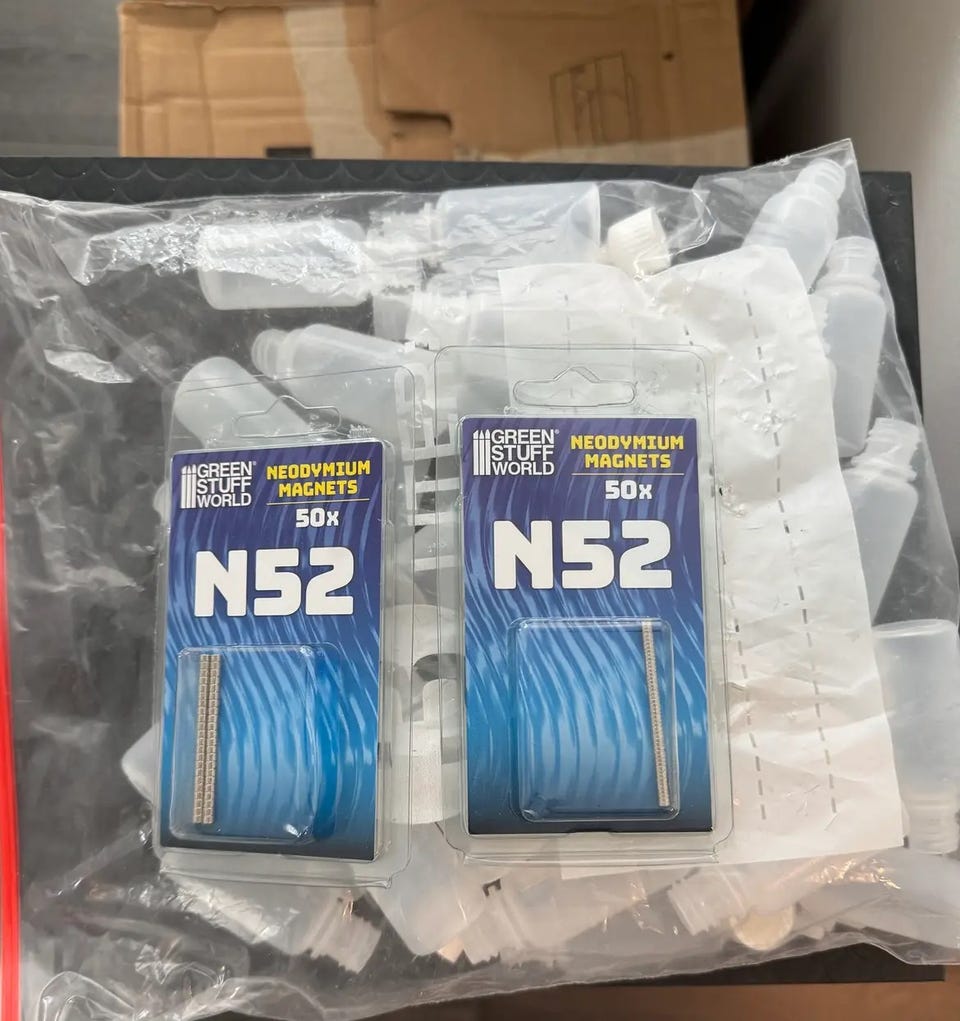 GREEN®
STUFF
WORLD
NEODYMIUM
MAGNETS
50x
N52
GREEN®
STUFF
WORLD
NEODYMIUM
MAGNETS
50x
N52